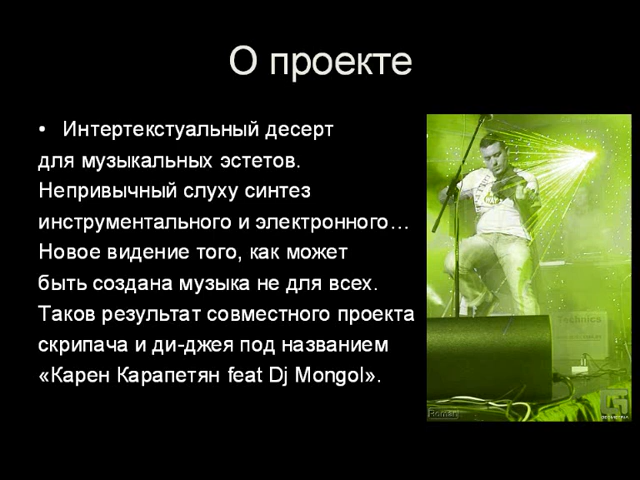 О проекте
• Интертекстуальный десерт
для музыкальных эстетов.
Непривычный слуху синтез
инструментального и электронного…
Новое видение того, как может
быть создана музыка не для всех.
Таков результат совместного проекта
скрипача и ди-джея под названием
«Карен Карапетян feat Dj Mongol».
Technics